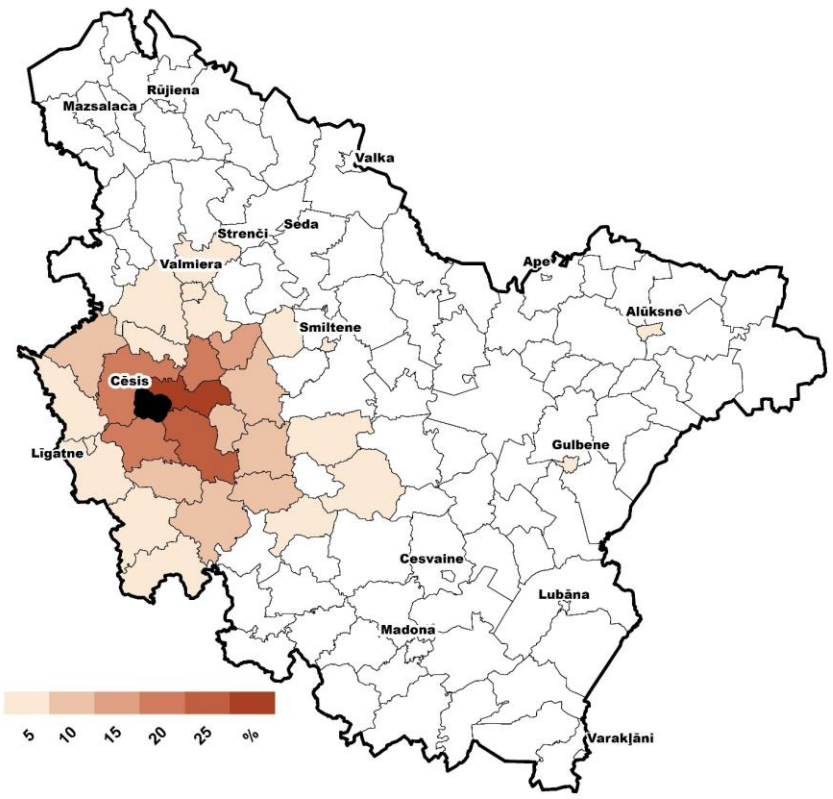 Rūjiena
Mazsalaca
Valka
Seda
Strenči
Valmiera
Ape
Alūksne
Smiltene
Cēsis
Gulbene
Līgatne
Cesvaine
Lubāna
Madona
Varakļāni
5 10 15 20 25 %